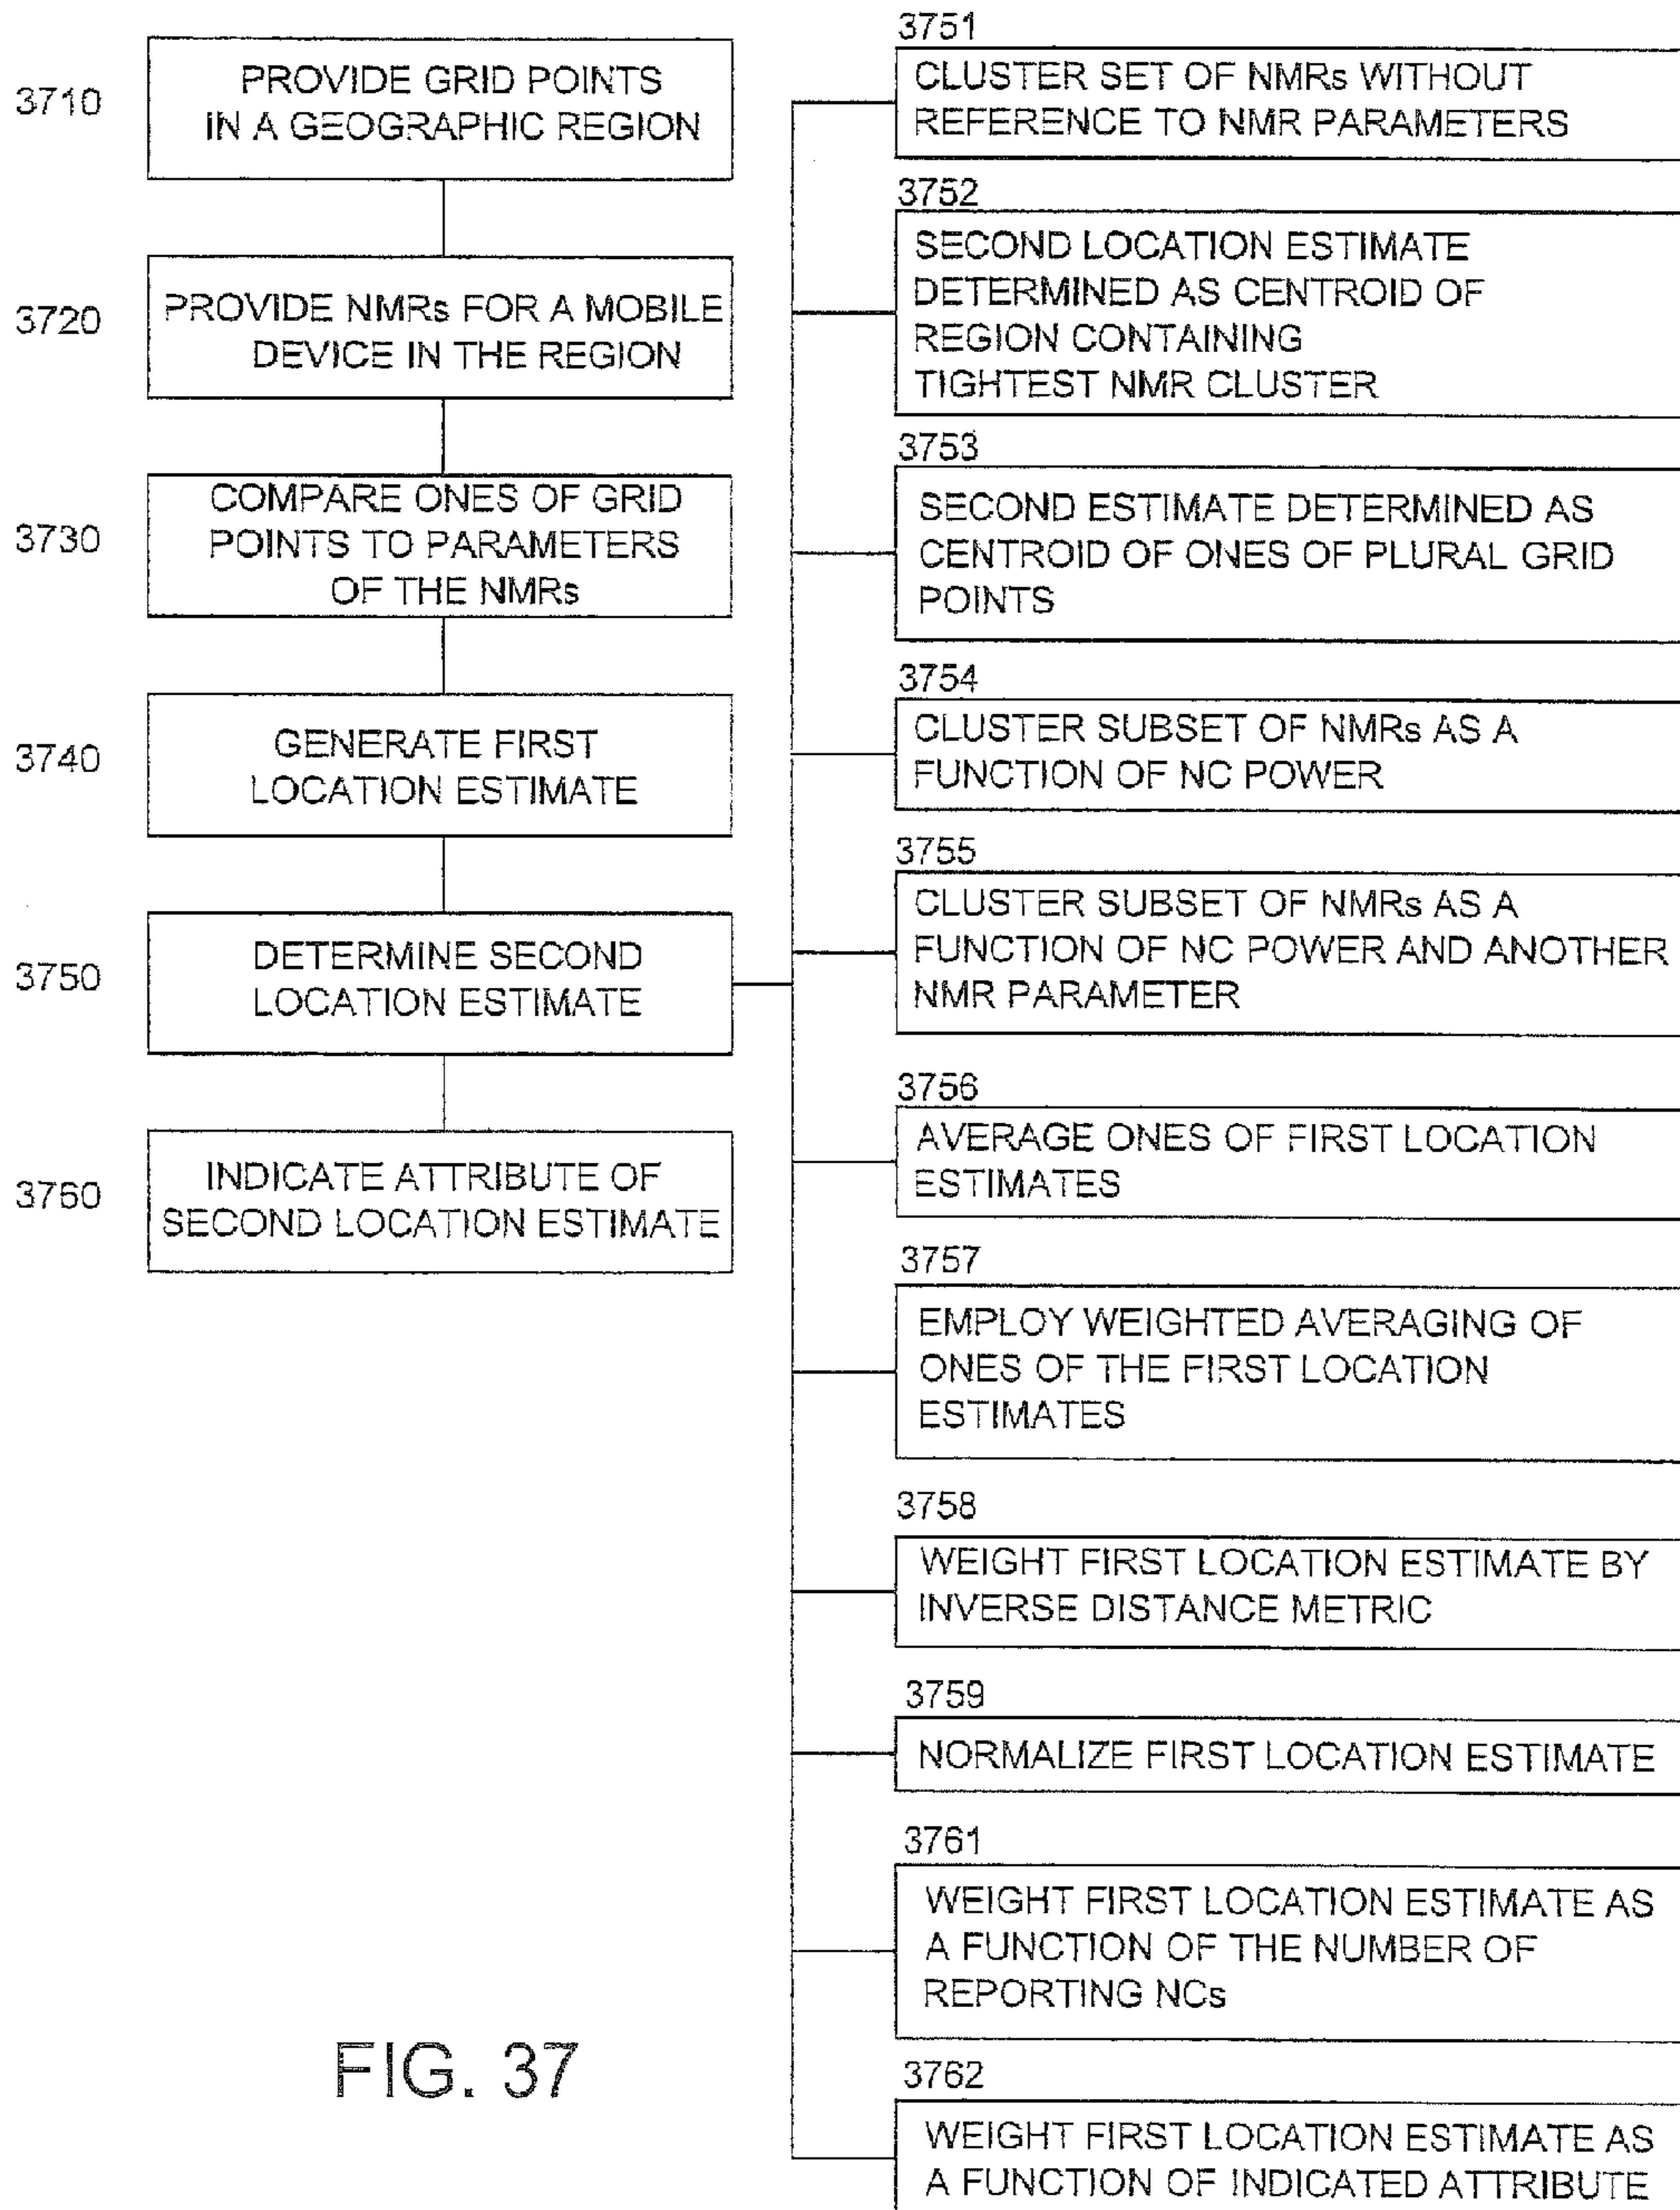 3710
PROVIDE GRID POINTS
IN A GEOGRAPHIC REGION
3720
PROVIDE NMRs FOR A MOBILE
DEVICE IN THE REGION
3730
COMPARE ONES OF GRID
POINTS TO PARAMETERS
OF THE NMRs
3740
GENERATE FIRST
LOCATION ESTIMATE
3750
DETERMINE SECOND
LOCATION ESTIMATE
3760
INDICATE ATTRIBUTE OF
SECOND LOCATION ESTIMATE
3751
CLUSTER SET OF NMRs WITHOUT
REFERENCE TO NMR PARAMETERS
3752
SECOND LOCATION ESTIMATE
DETERMINED AS CENTROID OF
REGION CONTAINING
TIGHTEST NMR CLUSTER
3753
SECOND ESTIMATE DETERMINED AS
CENTROID OF ONES OF PLURAL GRID
POINTS
3754
CLUSTER SUBSET OF NMRs AS A
FUNCTION OF NC POWER
3755
CLUSTER SUBSET OF NMRs AS A
FUNCTION OF NC POWER AND ANOTHER
NMR PARAMETER
3756
AVERAGE ONES OF FIRST LOCATION
ESTIMATES
3757
EMPLOY WEIGHTED AVERAGING OF
ONES OF THE FIRST LOCATION
ESTIMATES
3758
WEIGHT FIRST LOCATION ESTIMATE BY
INVERSE DISTANCE METRIC
3759
NORMALIZE FIRST LOCATION ESTIMATE
3761
WEIGHT FIRST LOCATION ESTIMATE AS
A FUNCTION OF THE NUMBER OF
REPORTING NCs
3762
WEIGHT FIRST LOCATION ESTIMATE AS
A FUNCTION OF INDICATED ATTRIBUTE
FIG. 37